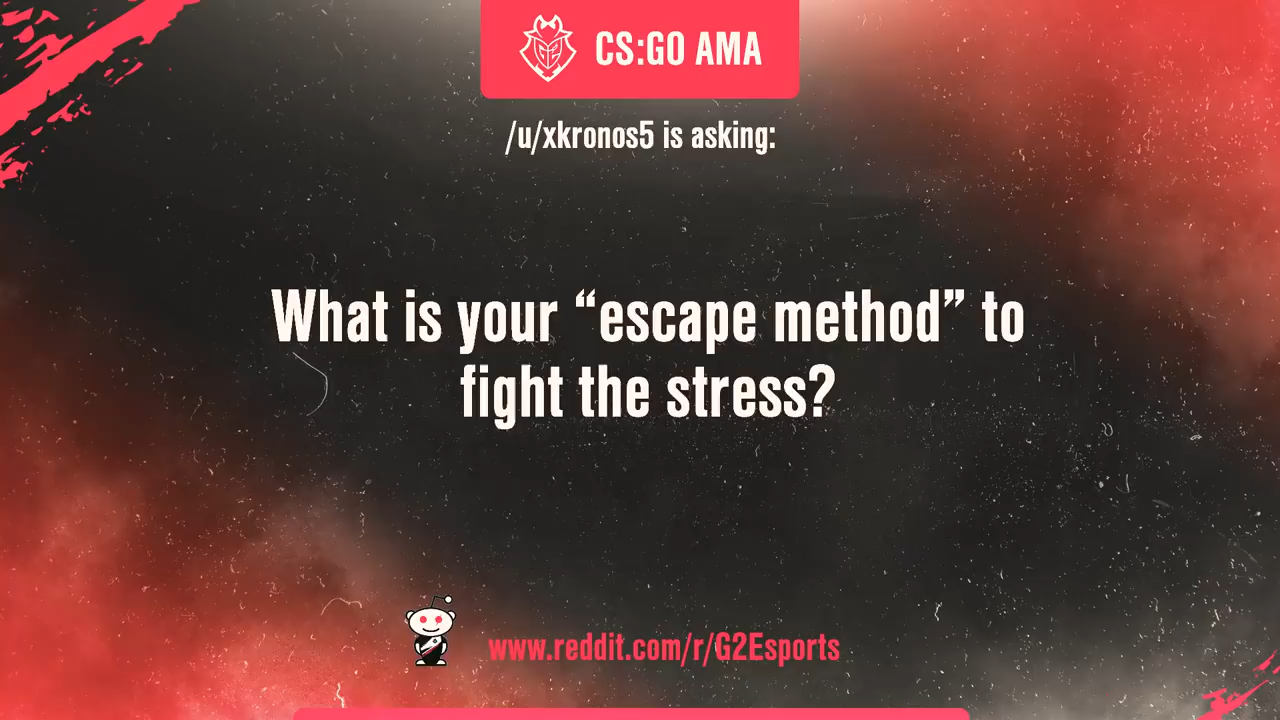 CS:GO AMA
/u/xkronos5 is asking:
What is your “escape method” to
fight the stress?
www.reddit.com/r/G2Esports